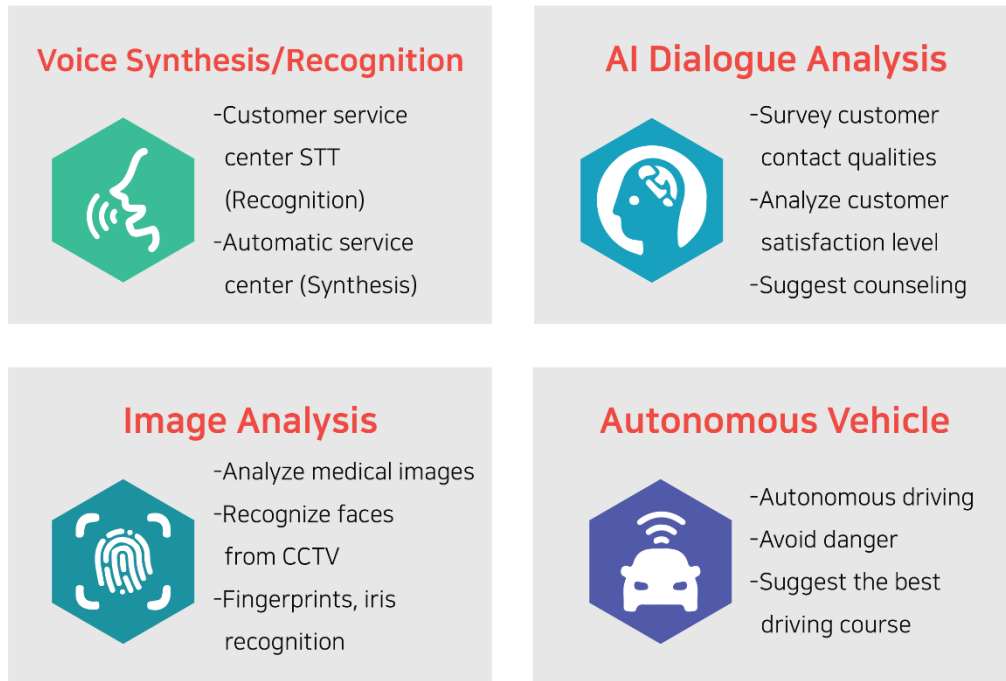 Voice Synthesis/Recognition
-Customer service
center STT
(Recognition)
-Automatic service
center (Synthesis)
AI Dialogue Analysis
-Survey customer
contact qualities
-Analyze customer
satisfaction level
-Suggest counseling
Image Analysis
-Analyze medical images
-Recognize faces
from CCTV
-Fingerprints, iris
recognition
Autonomous Vehicle
-Autonomous driving
-Avoid danger
-Suggest the best
driving course